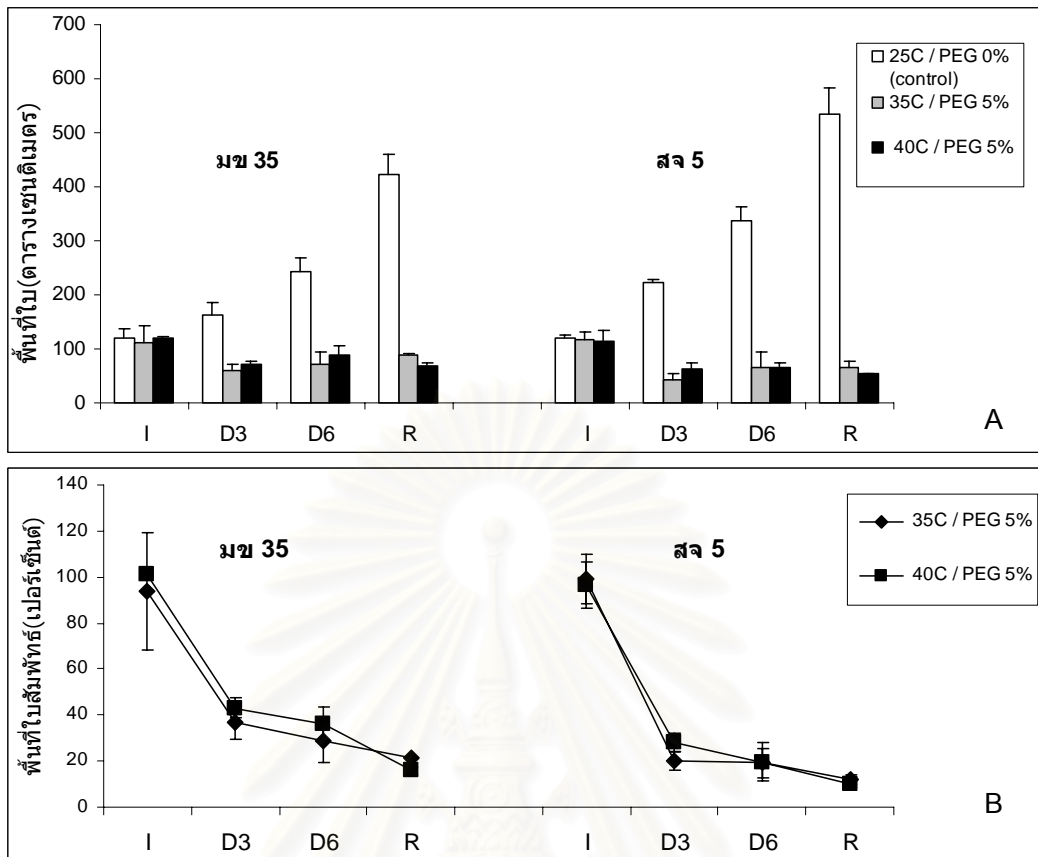 700
600
500
400
300
200
100
0
พื้นที่ใบ(ตารางเซนติเมตร)
มข 35
สจ 5
25C / PEG 0%
(control)
35C / PEG 5%
40C / PEG 5%
I D3 D6 R I D3 D6 R
A
140
120
100
80
60
40
20
0
พื้นที่ใบสัมพัทธ์(เปอร์เซ็นต์)
มข 35
สจ 5
35C / PEG 5%
40C / PEG 5%
I D3 D6 R I D3 D6 R
B